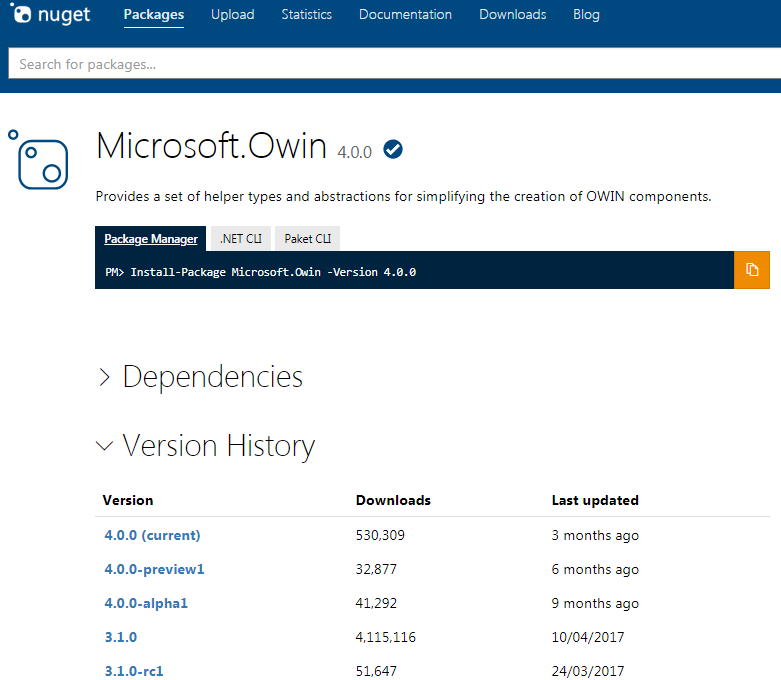 nuget Packages Upload Statistics Documentation Downloads Blog
Search for packages...
Microsoft.Owin 4.0.0
Provides a set of helper types and abstractions for simplifying the creation of OWIN components.
Package Manager .NET CLI Paket CLI
PM> Install-Package Microsoft.Owin -Version 4.0.0
Dependencies
Version History
Version Downloads Last updated
4.0.0 (current) 530,309 3 months ago
4.0.0-preview1 32,877 6 months ago
4.0.0-alpha1 41,292 9 months ago
3.1.0 4,115,116 10/04/2017
3.1.0-rc1 51,647 24/03/2017